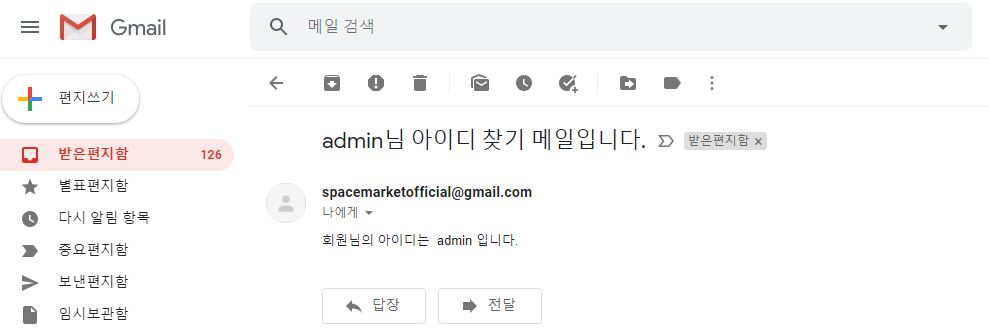 Gmail
메일 검색
편지쓰기
받은편지함 126
별표편지함
다시 알림 항목
중요편지함
보낸편지함
임시보관함
admin님 아이디 찾기 메일입니다. 받은편지함 x
spacemarketofficial@gmail.com
나에게
회원님의 아이디는 admin 입니다.
답장
전달